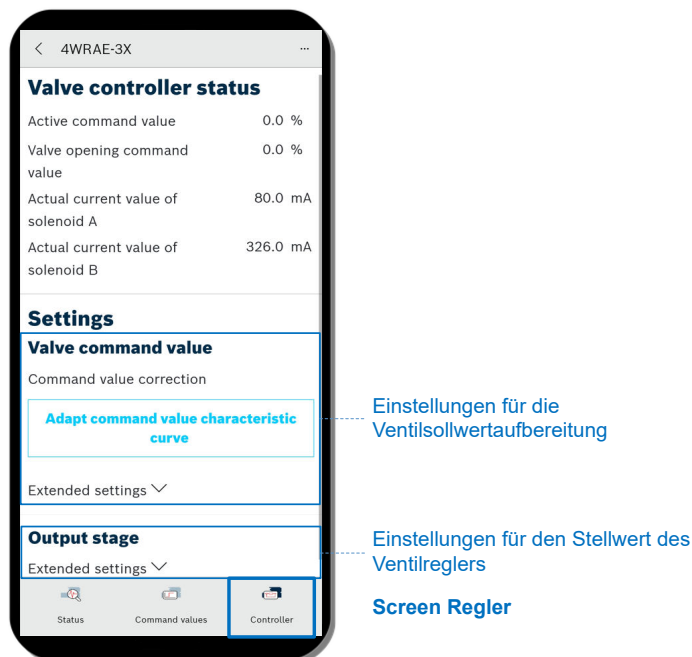 4WRAE-3X
...
Valve controller status
Active command value 0.0 %
Valve opening command 0.0 %
value
Actual current value of 80.0 mA
solenoid A
Actual current value of 326.0 mA
solenoid B
Settings
Valve command value
Command value correction
Adapt command value characteristic
curve
Extended settings
Output stage
Extended settings
Status Command values Controller
Einstellungen für die
Ventilsollwertaufbereitung
Einstellungen für den Stellwert des
Ventilreglers
Screen Regler